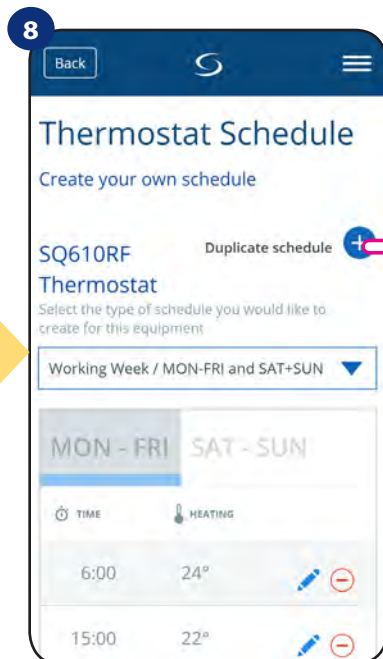 8
Back
Thermostat Schedule
Create your own schedule
SQ610RF
Thermostat
Duplicate schedule +
Select the type of schedule you would like to
create for this equipment
Working Week / MON-FRI and SAT+SUN
MON - FRI SAT - SUN
TIME HEATING
6:00 24°
15:00 22°